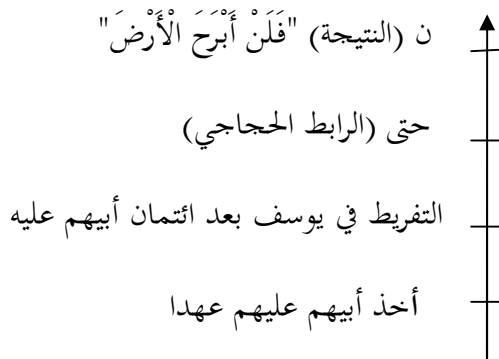 ن (النتيجة) "فَلَنْ أَبْرَحَ الْأَرْضَ"
حتى (الرابط الحجاجي)
التفريط في يوسف بعد ائتمان أبيهم عليه
أخذ أبيهم عليهم عهدا